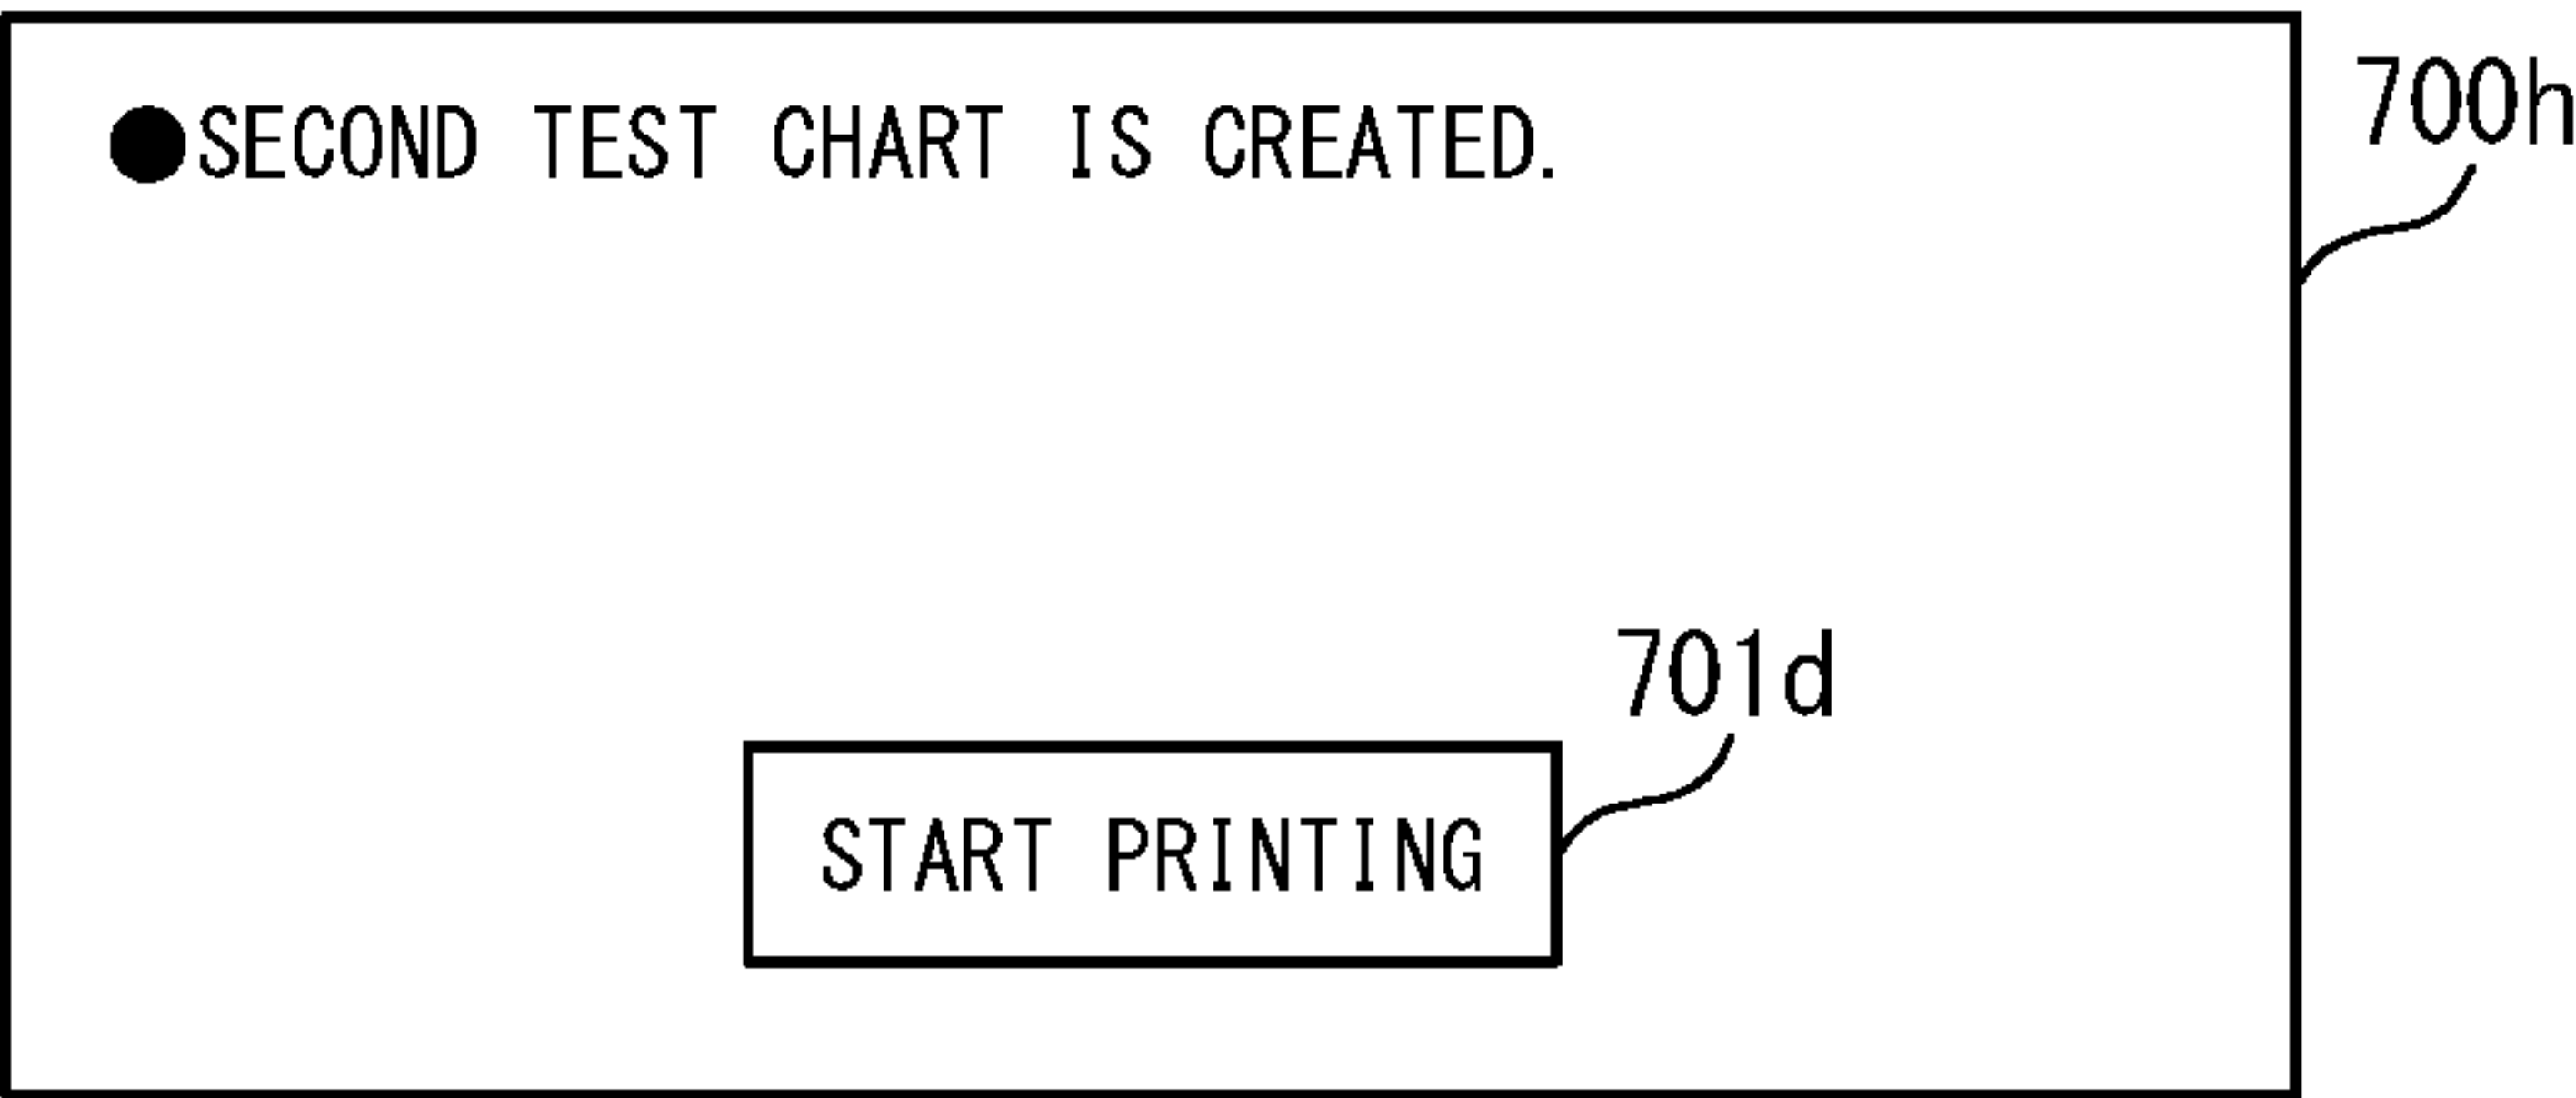 700h
●SECOND TEST CHART IS CREATED.
701d
START PRINTING